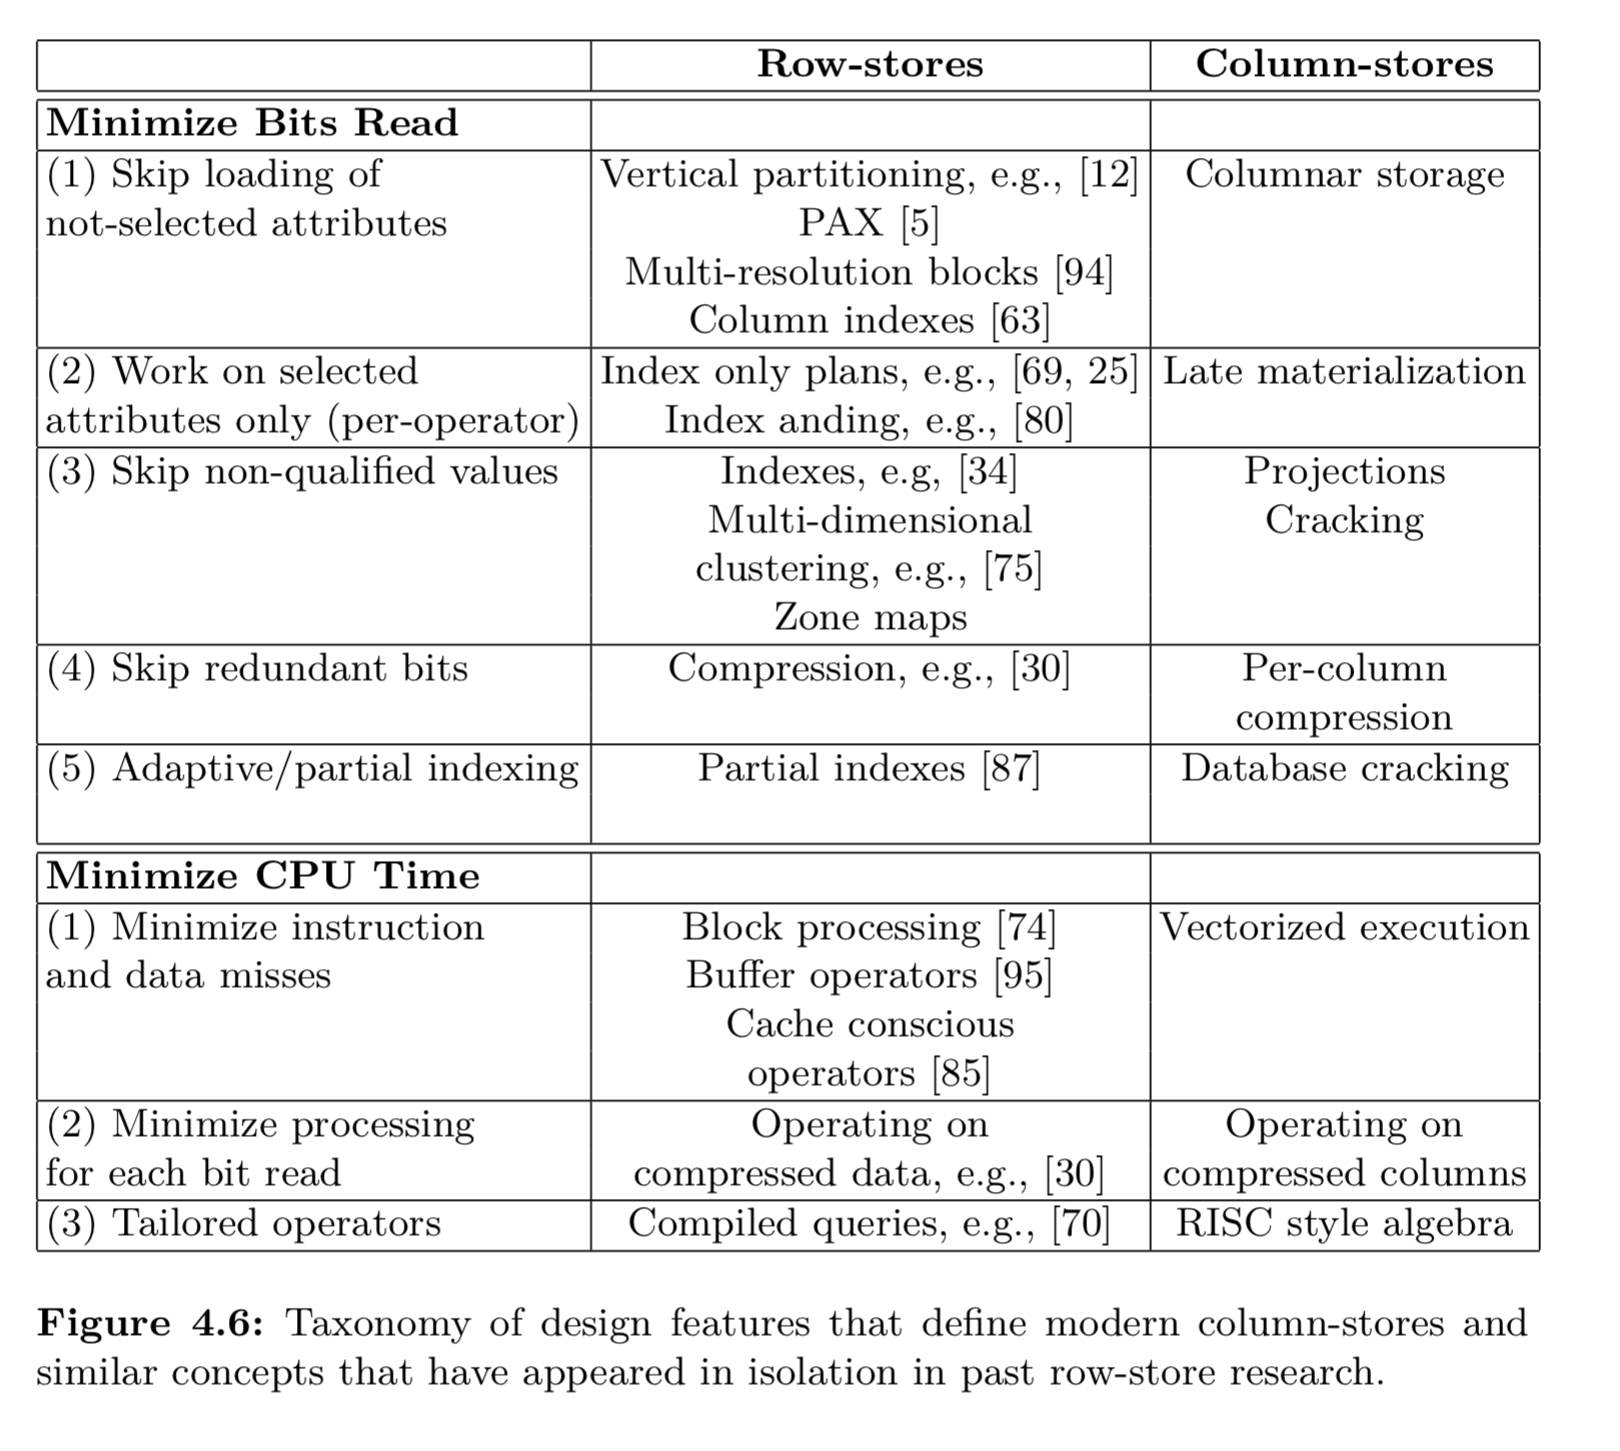 Row-stores Column-stores
Minimize Bits Read
(1) Skip loading of Vertical partitioning, e.g., [12] Columnar storage
not-selected attributes PAX [5]
Multi-resolution blocks [94]
Column indexes [63]
(2) Work on selected Index only plans, e.g., [69, 25] Late materialization
attributes only (per-operator) Index anding, e.g., [80]
(3) Skip non-qualified values Indexes, e.g, [34] Projections
Multi-dimensional Cracking
clustering, e.g., [75]
Zone maps
(4) Skip redundant bits Compression, e.g., [30] Per-column
compression
(5) Adaptive/partial indexing Partial indexes [87] Database cracking
Minimize CPU Time
(1) Minimize instruction Block processing [74] Vectorized execution
and data misses Buffer operators [95]
Cache conscious
operators [85]
(2) Minimize processing Operating on Operating on
for each bit read compressed data, e.g., [30] compressed columns
(3) Tailored operators Compiled queries, e.g., [70] RISC style algebra
Figure 4.6: Taxonomy of design features that define modern column-stores and
similar concepts that have appeared in isolation in past row-store research.